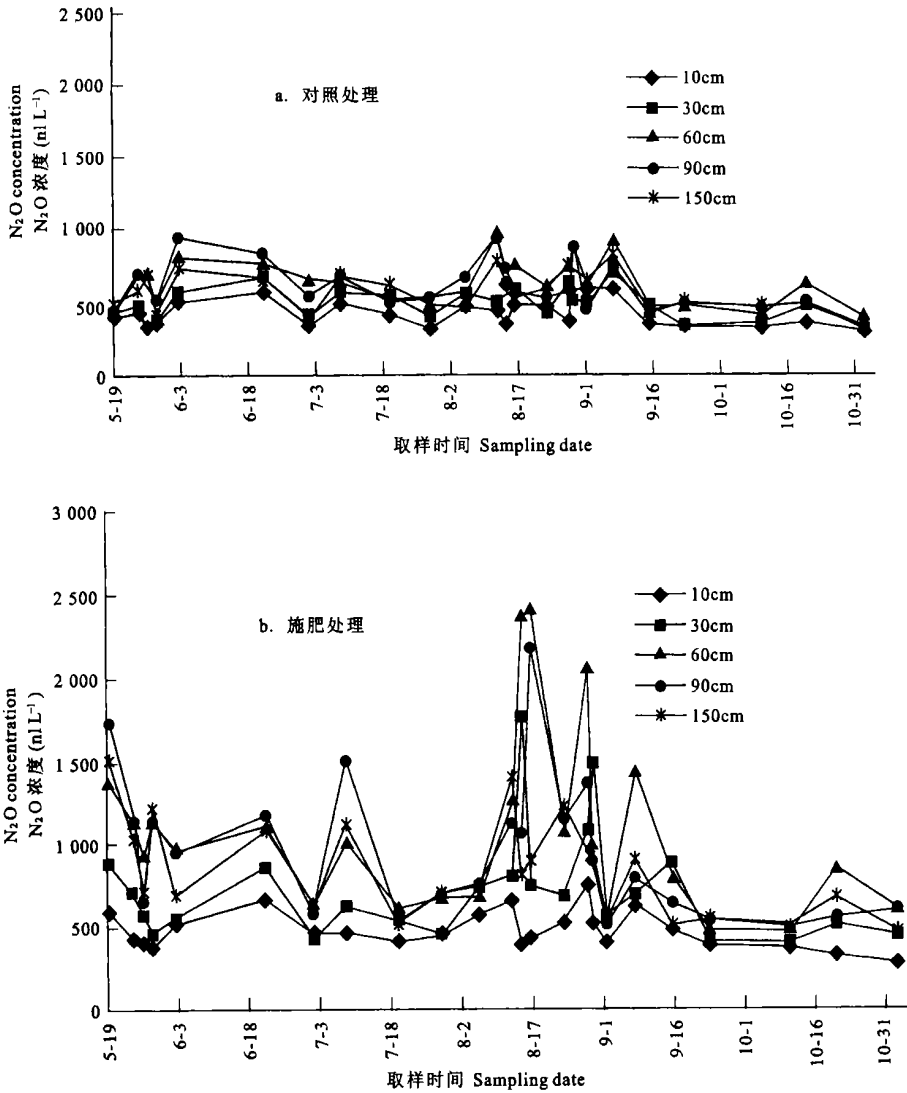 2 500
2 000
1 500
1 000
500
0
N₂O concentration
N₂O 浓度 (nl L⁻¹)
a. 对照处理
10cm
30cm
60cm
90cm
150cm
5-19
6-3
6-18
7-3
7-18
8-2
8-17
9-1
9-16
10-1
10-16
10-31
取样时间 Sampling date
3 000
2 500
2 000
1 500
1 000
500
0
N₂O concentration
N₂O 浓度 (nl L⁻¹)
b. 施肥处理
10cm
30cm
60cm
90cm
150cm
5-19
6-3
6-18
7-3
7-18
8-2
8-17
9-1
9-16
10-1
10-16
10-31
取样时间 Sampling date